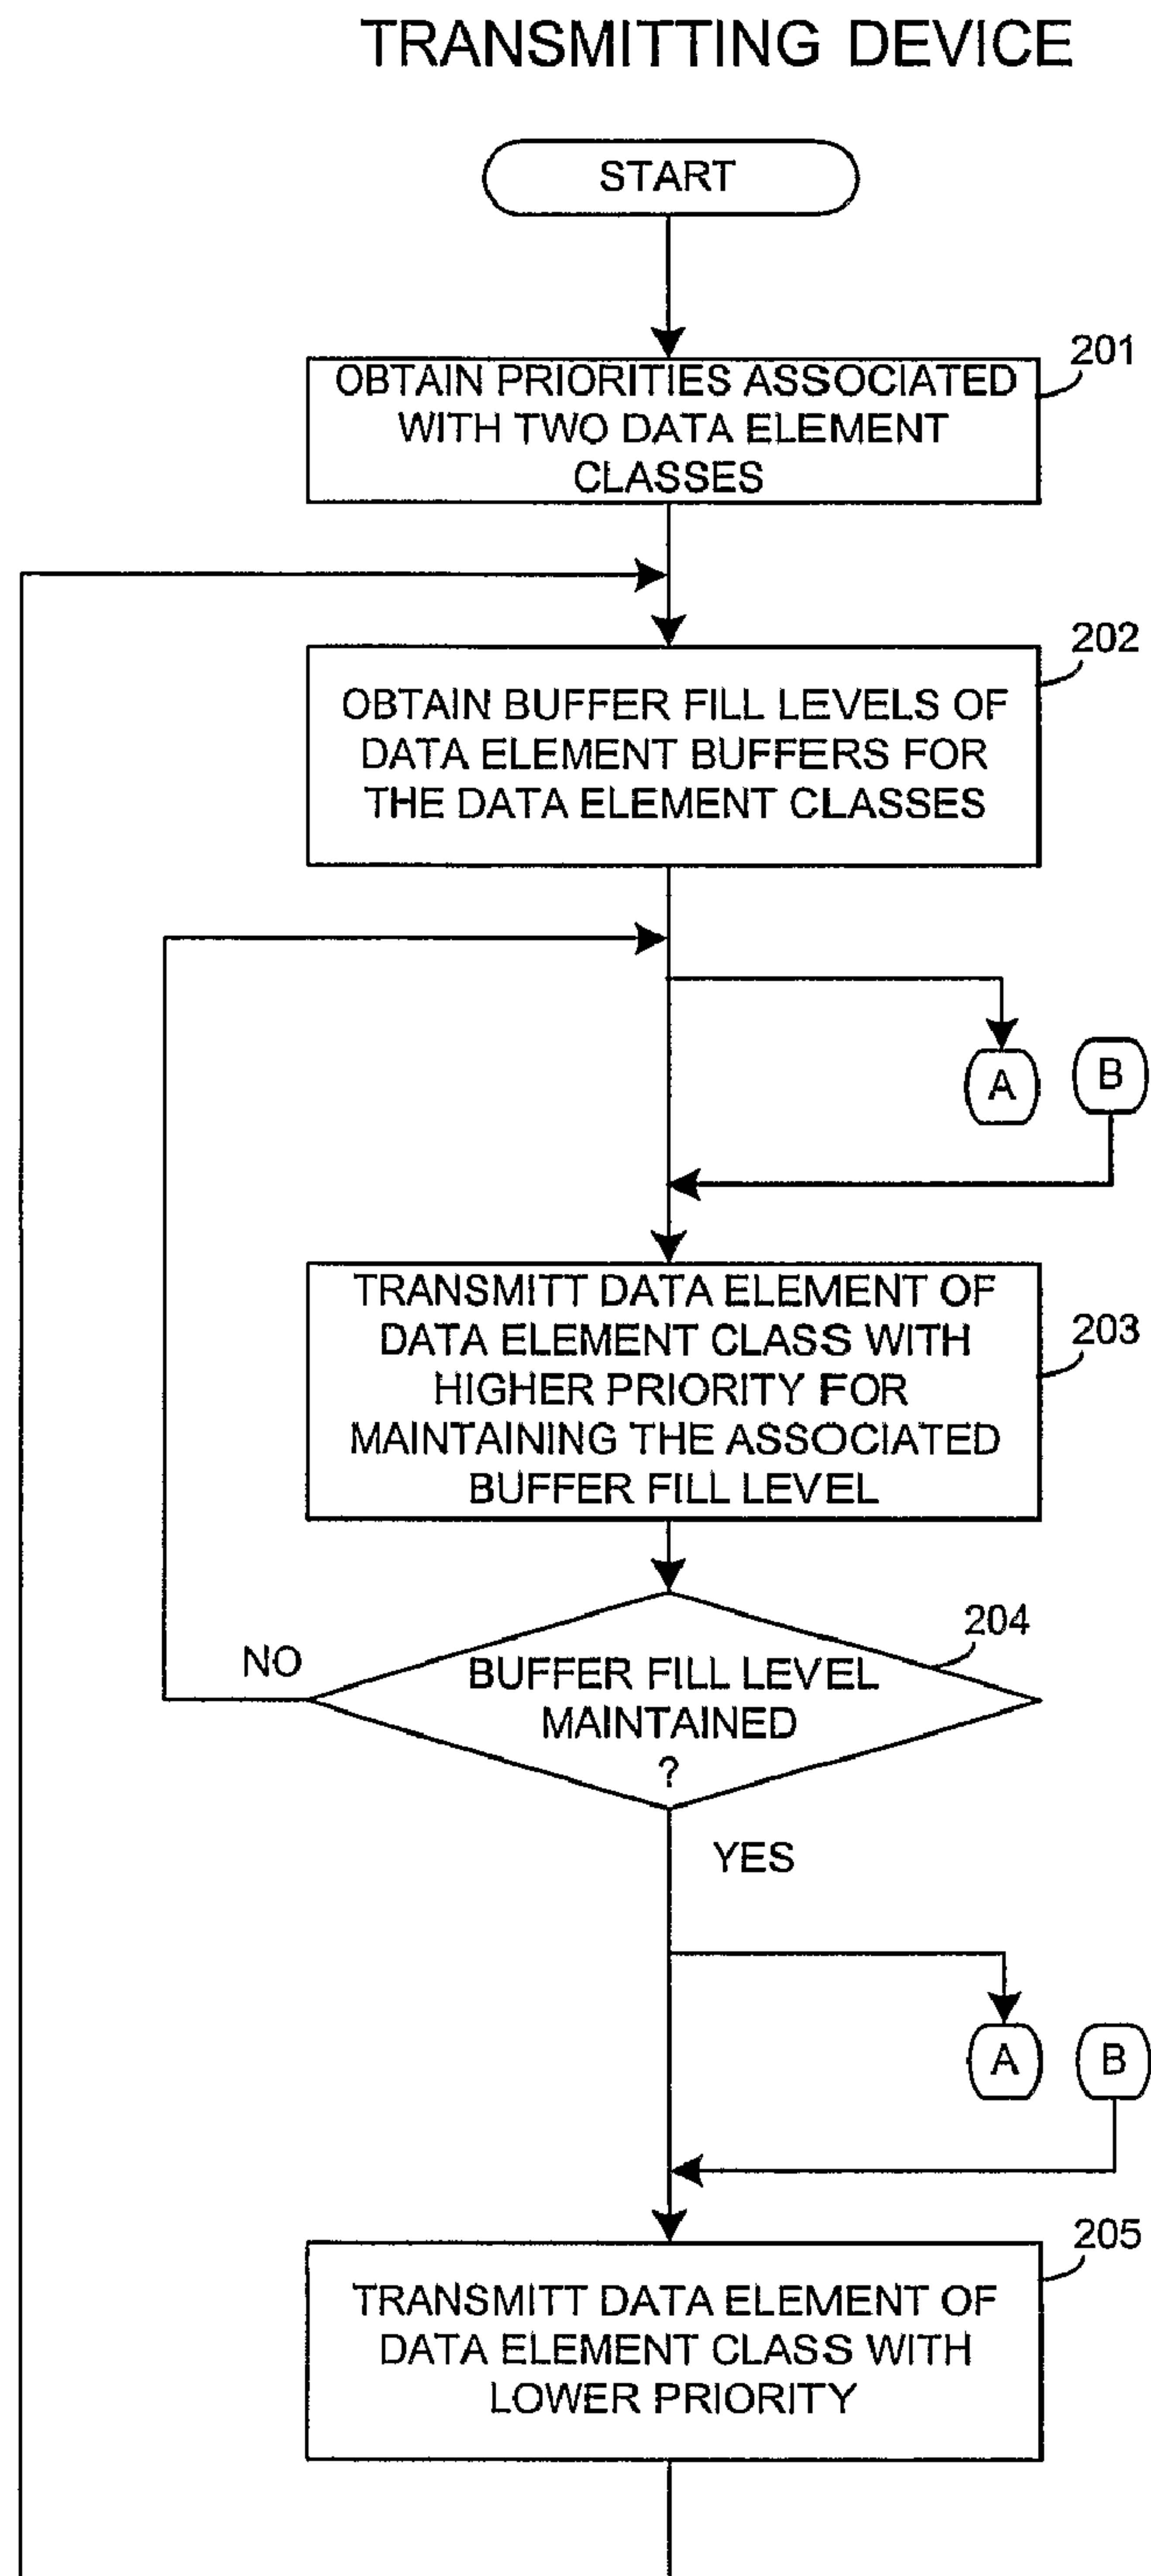 TRANSMITTING DEVICE
START
201
OBTAIN PRIORITIES ASSOCIATED
WITH TWO DATA ELEMENT
CLASSES
202
OBTAIN BUFFER FILL LEVELS OF
DATA ELEMENT BUFFERS FOR
THE DATA ELEMENT CLASSES
A
B
203
TRANSMITT DATA ELEMENT OF
DATA ELEMENT CLASS WITH
HIGHER PRIORITY FOR
MAINTAINING THE ASSOCIATED
BUFFER FILL LEVEL
204
NO
BUFFER FILL LEVEL
MAINTAINED
?
YES
A
B
205
TRANSMITT DATA ELEMENT OF
DATA ELEMENT CLASS WITH
LOWER PRIORITY